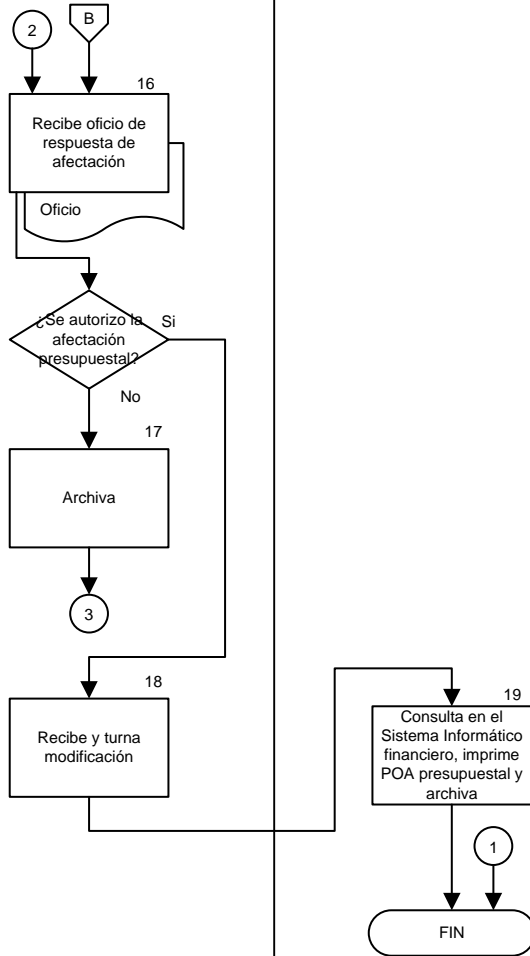 2
B
16
Recibe oficio de
respuesta de
afectación
Oficio
¿Se autorizo la
afectación
presupuestal?
Si
No
17
Archiva
3
18
Recibe y turna
modificación
19
Consulta en el
Sistema Informático
financiero, imprime
POA presupuestal y
archiva
1
FIN